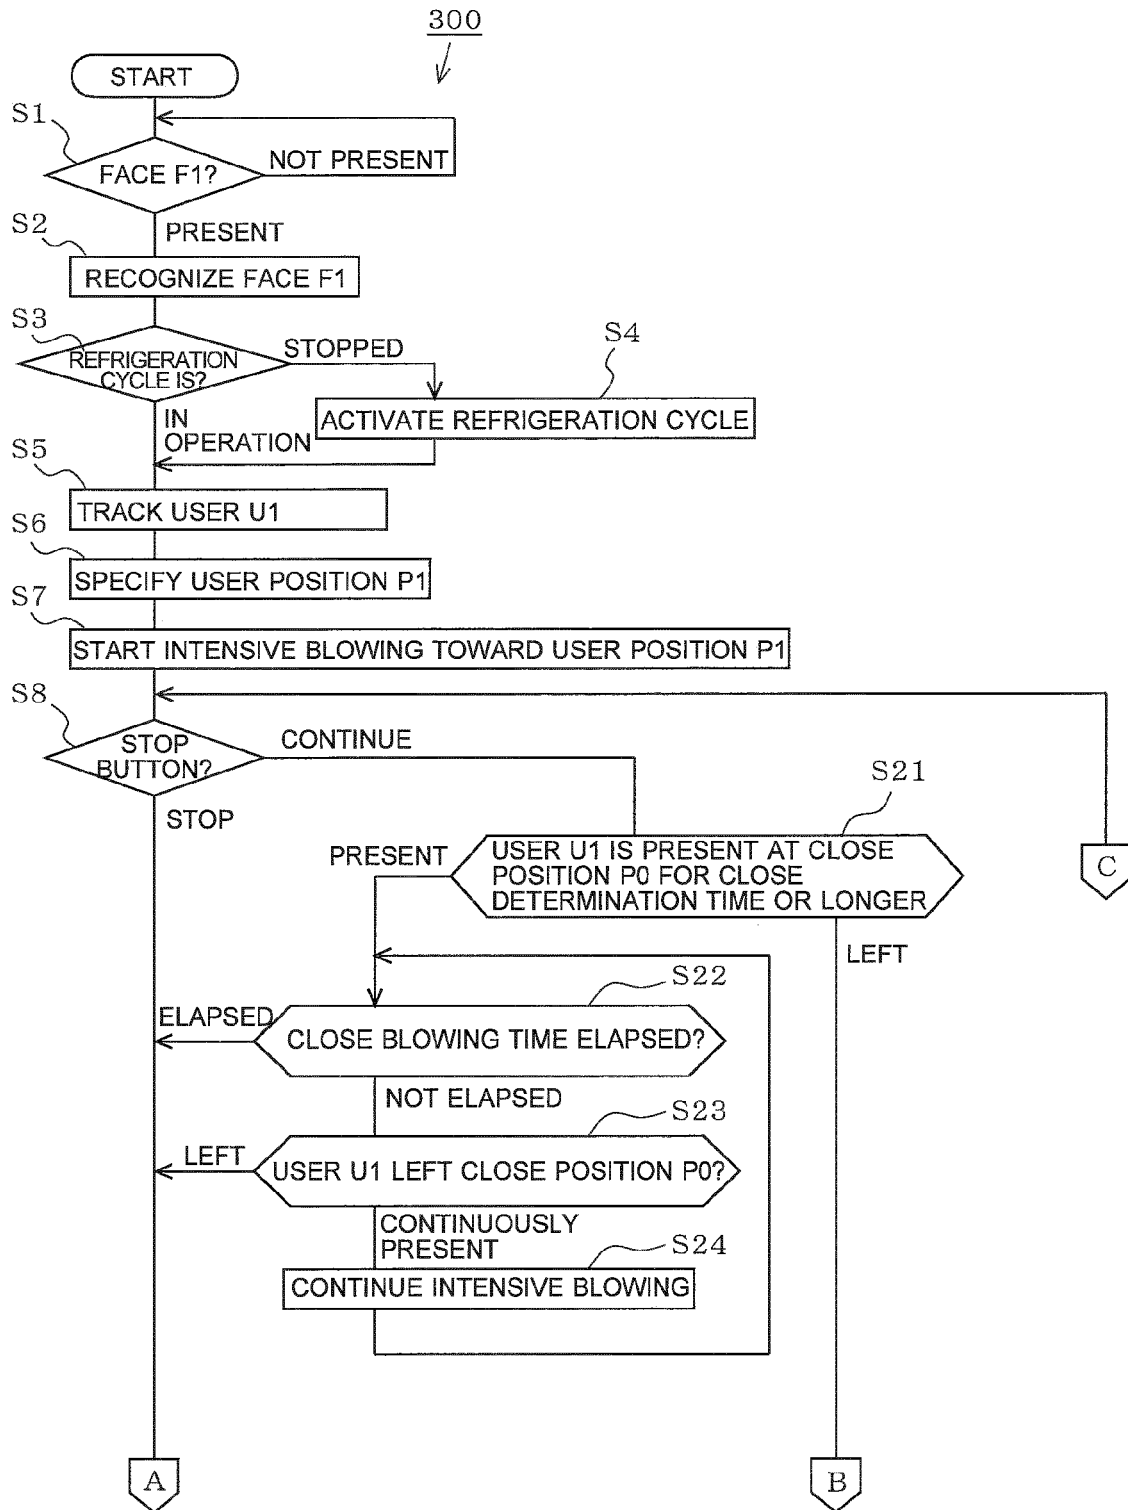 300
START
S1
FACE F1?
NOT PRESENT
S2
PRESENT
RECOGNIZE FACE F1
S3
REFRIGERATION
CYCLE IS?
STOPPED
S4
ACTIVATE REFRIGERATION CYCLE
IN
OPERATION
S5
TRACK USER U1
S6
SPECIFY USER POSITION P1
S7
START INTENSIVE BLOWING TOWARD USER POSITION P1
S8
STOP
BUTTON?
CONTINUE
STOP
S21
USER U1 IS PRESENT AT CLOSE
POSITION P0 FOR CLOSE
DETERMINATION TIME OR LONGER
PRESENT
LEFT
C
S22
ELAPSED
CLOSE BLOWING TIME ELAPSED?
NOT ELAPSED
S23
LEFT
USER U1 LEFT CLOSE POSITION P0?
CONTINUOUSLY
PRESENT
S24
CONTINUE INTENSIVE BLOWING
A
B